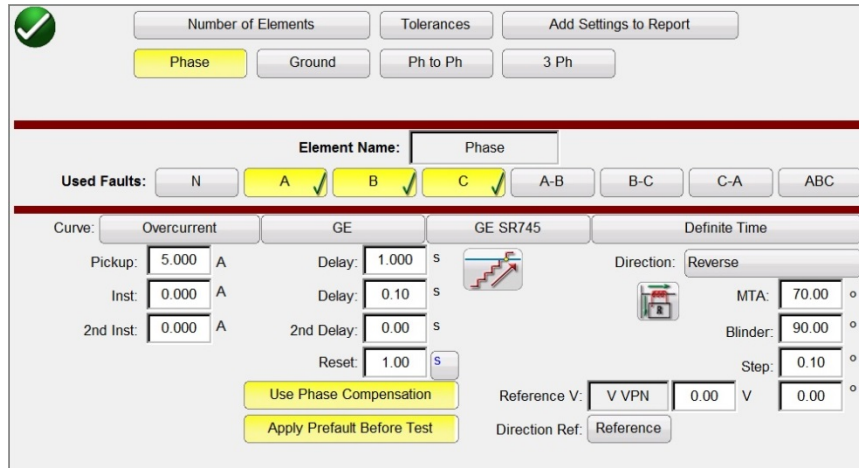 Number of Elements Tolerances Add Settings to Report
Phase Ground Ph to Ph 3 Ph
Element Name: Phase
Used Faults: N A B C A-B B-C C-A ABC
Curve: Overcurrent GE GE SR745 Definite Time
Pickup: 5.000 A Delay: 1.000 s Direction: Reverse
Inst: 0.000 A Delay: 0.10 s MTA: 70.00 °
2nd Inst: 0.000 A 2nd Delay: 0.00 s Blinder: 90.00 °
Reset: 1.00 s Step: 0.10 °
Use Phase Compensation Reference V: V VPN 0.00 V 0.00 °
Apply Prefault Before Test Direction Ref: Reference